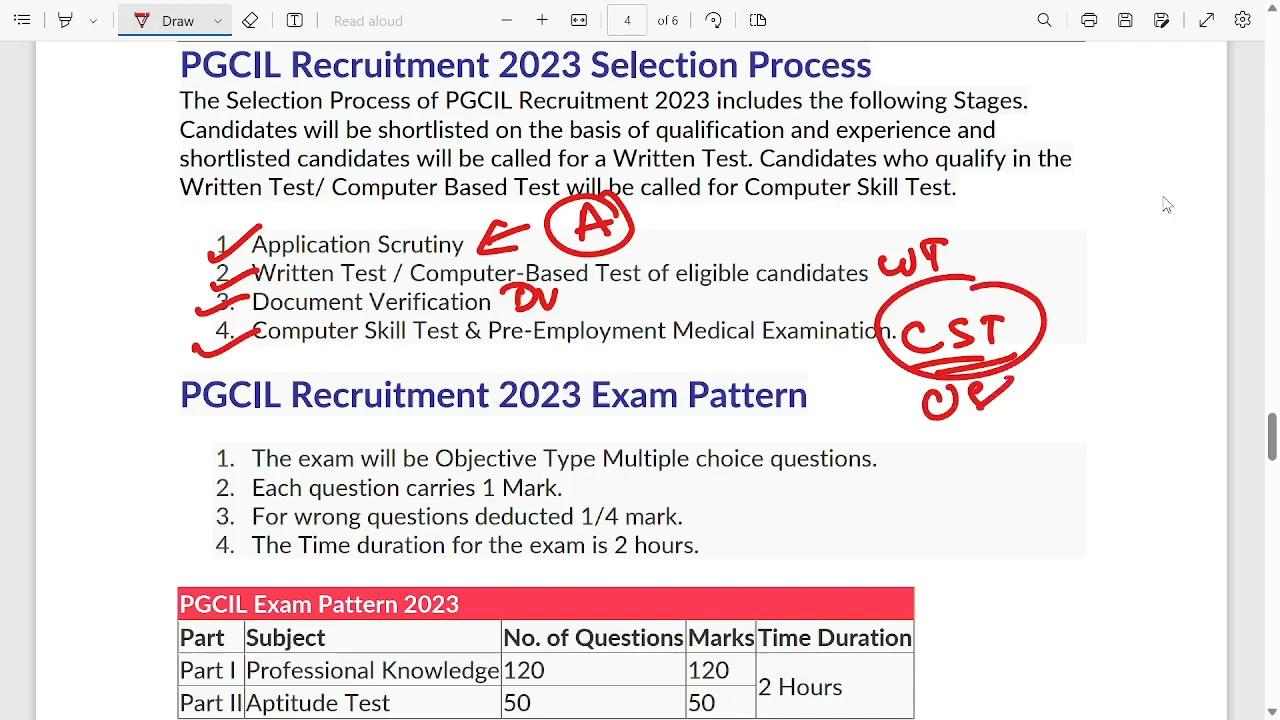 Draw
Read aloud
4 of 6
PGCIL Recruitment 2023 Selection Process
The Selection Process of PGCIL Recruitment 2023 includes the following Stages.
Candidates will be shortlisted on the basis of qualification and experience and
shortlisted candidates will be called for a Written Test. Candidates who qualify in the
Written Test/ Computer Based Test will be called for Computer Skill Test.
A
1. Application Scrutiny
2. Written Test / Computer-Based Test of eligible candidates WT
3. Document Verification DV
4. Computer Skill Test & Pre-Employment Medical Examination. CST
PGCIL Recruitment 2023 Exam Pattern
1. The exam will be Objective Type Multiple choice questions.
2. Each question carries 1 Mark.
3. For wrong questions deducted 1/4 mark.
4. The Time duration for the exam is 2 hours.
PGCIL Exam Pattern 2023
Part Subject No. of Questions Marks Time Duration
Part I Professional Knowledge 120 120
2 Hours
Part II Aptitude Test 50 50